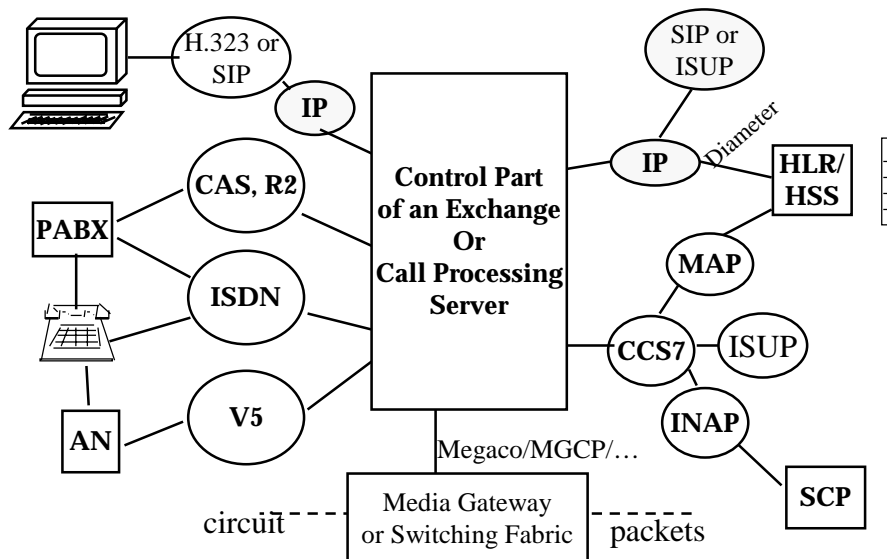 H.323 or
SIP
IP
CAS, R2
PABX
ISDN
AN
V5
Control Part
of an Exchange
Or
Call Processing
Server
SIP or
ISUP
IP
Diameter
HLR/
HSS
MAP
CCS7
ISUP
INAP
SCP
Megaco/MGCP/…
circuit
Media Gateway
or Switching Fabric
packets